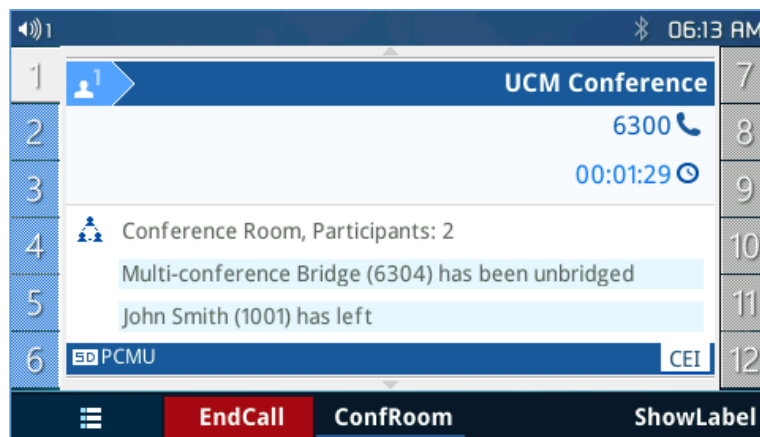 1 06:13 AM
1 1 UCM Conference 7
2 6300 8
3 00:01:29 9
4 Conference Room, Participants: 2 10
Multi-conference Bridge (6304) has been unbridged
5 John Smith (1001) has left 11
6 SD PCMU CEI 12
EndCall ConfRoom ShowLabel